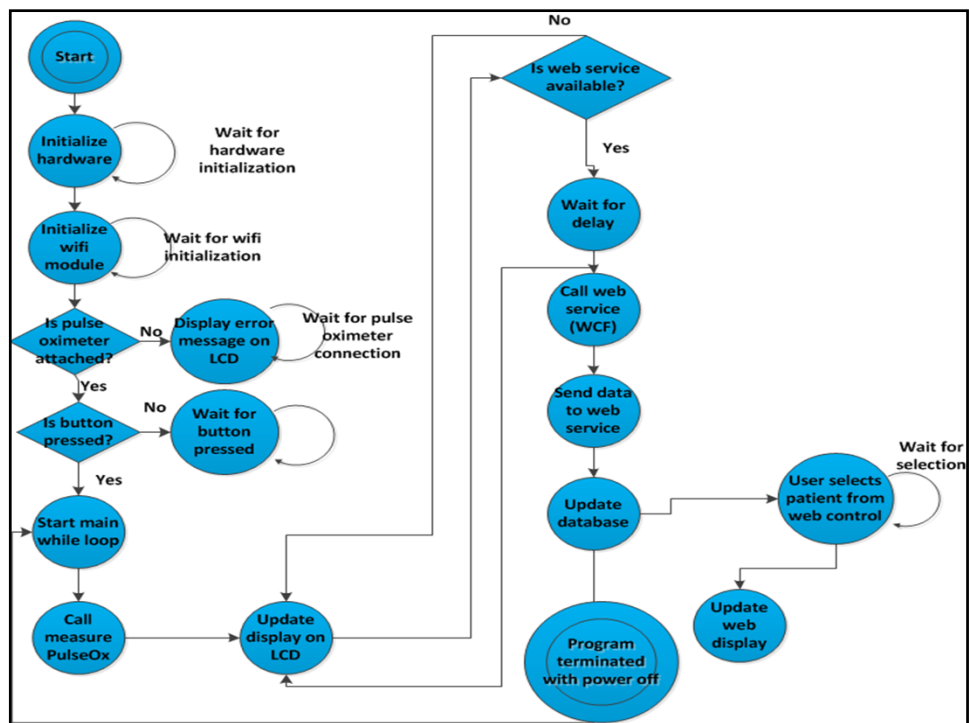 Start
Initialize
hardware
Wait for
hardware
initialization
Initialize
wifi
module
Wait for wifi
initialization
Is pulse
oximeter
attached?
No
Display error
message on
LCD
Wait for pulse
oximeter
connection
Yes
Is button
pressed?
No
Wait for
button
pressed
Yes
Start main
while loop
Call
measure
PulseOx
Update
display on
LCD
No
Is web service
available?
Yes
Wait for
delay
Call web
service
(WCF)
Send data
to web
service
Update
database
User selects
patient from
web control
Wait for
selection
Update
web
display
Program
terminated
with power off